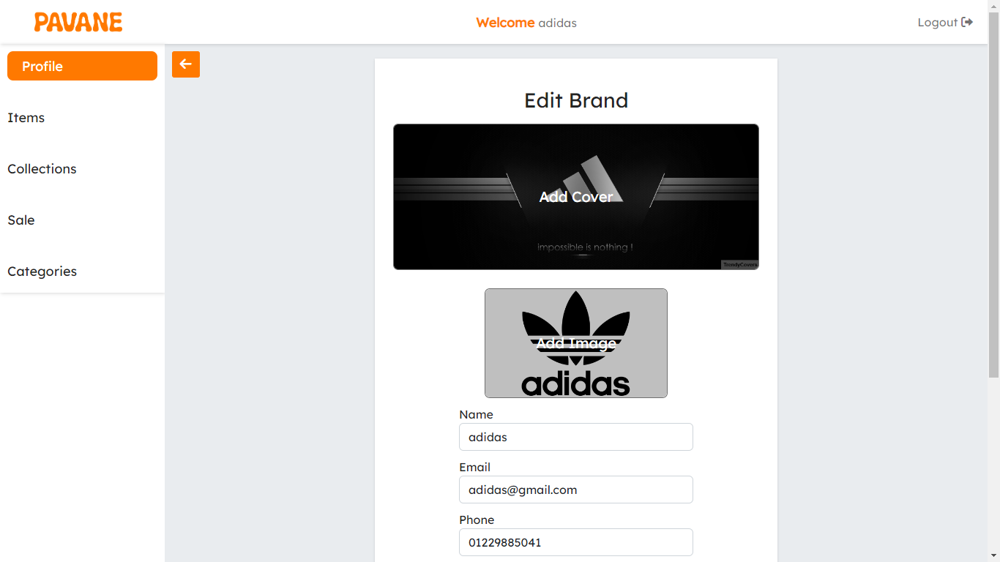 PAVANE
Welcome adidas
Logout
Profile
Items
Collections
Sale
Categories
Edit Brand
Add Cover
impossible is nothing !
TrendyCovers
Add Image
adidas
Name
adidas
Email
adidas@gmail.com
Phone
01229885041